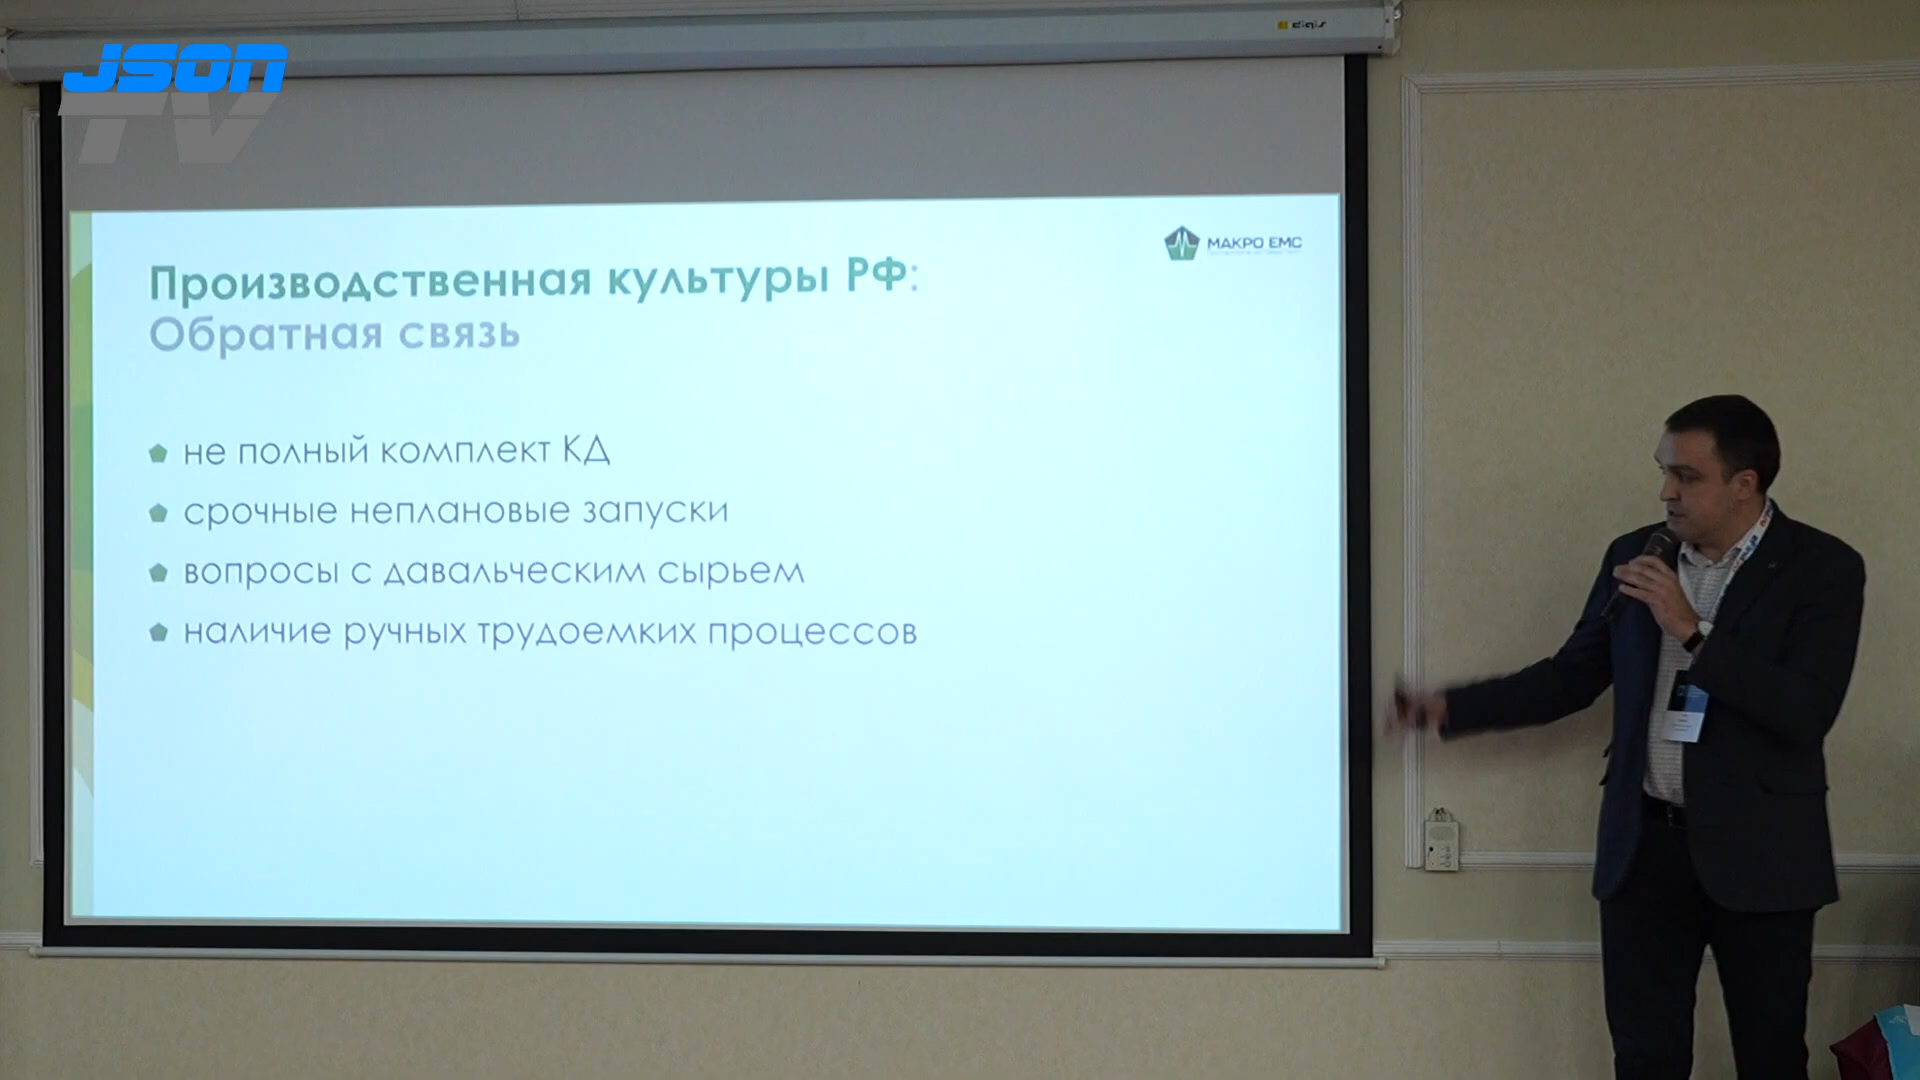 digis
JSON
TV
МАКРО ЕМС
Производственная культуры РФ:
Обратная связь
не полный комплект КД
срочные неплановые запуски
вопросы с давальческим сырьем
наличие ручных трудоемких процессов